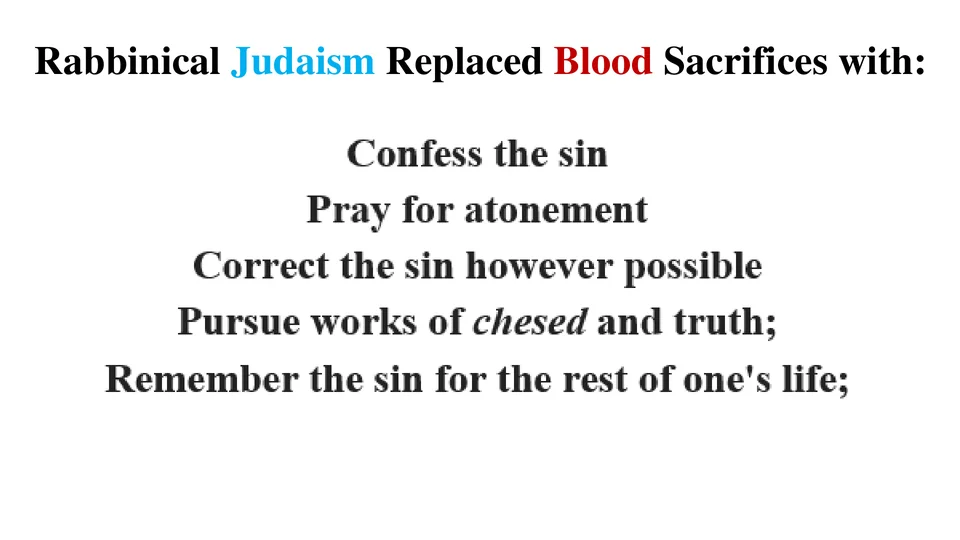 Rabbinical Judaism Replaced Blood Sacrifices with:
Confess the sin
Pray for atonement
Correct the sin however possible
Pursue works of chesed and truth;
Remember the sin for the rest of one's life;